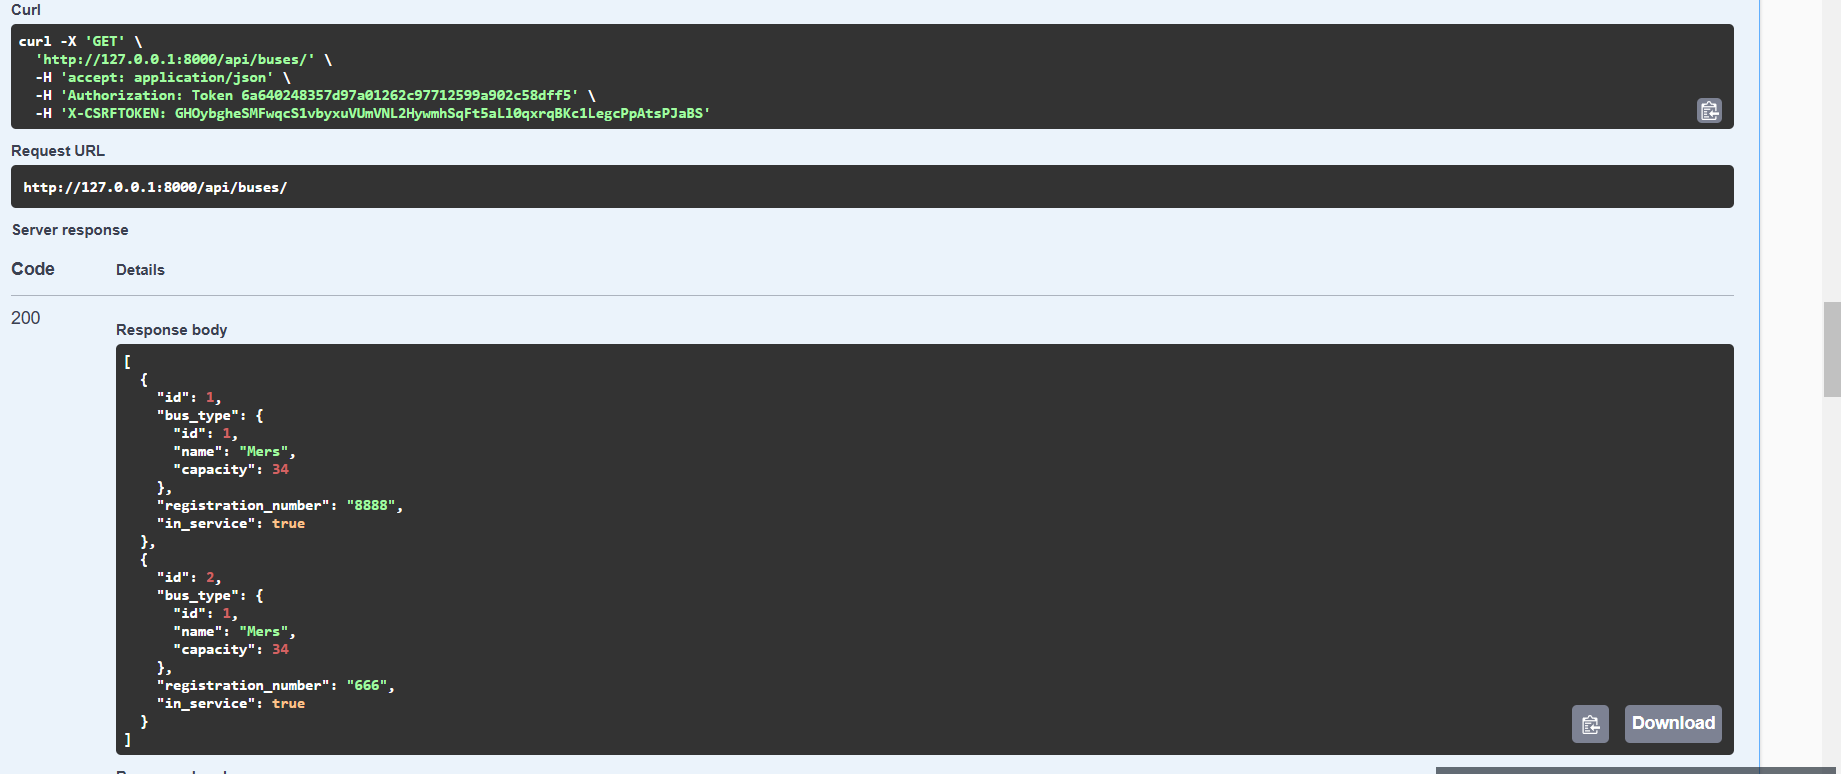 Curl
curl -X 'GET' \
  'http://127.0.0.1:8000/api/buses/' \
  -H 'accept: application/json' \
  -H 'Authorization: Token 6a640248357d97a01262c97712599a902c58dff5' \
  -H 'X-CSRFTOKEN: GHOybgheSMFwqcS1vbyxuVUmVNL2HywmhSqFt5aLl0qxrqBKc1LegcPpAtsPJaBS'
Request URL
http://127.0.0.1:8000/api/buses/
Server response
Code Details
200
Response body
[
  {
    "id": 1,
    "bus_type": {
      "id": 1,
      "name": "Mers",
      "capacity": 34
    },
    "registration_number": "8888",
    "in_service": true
  },
  {
    "id": 2,
    "bus_type": {
      "id": 1,
      "name": "Mers",
      "capacity": 34
    },
    "registration_number": "666",
    "in_service": true
  }
]
Download